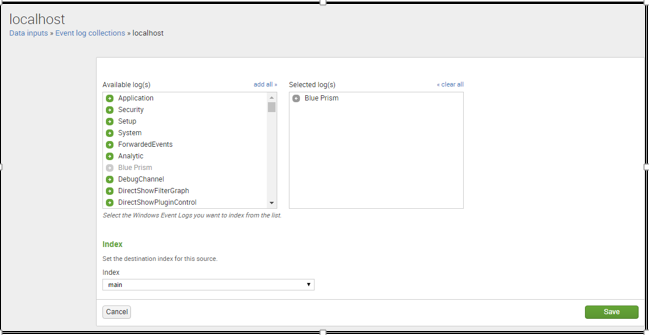 localhost
Data inputs » Event log collections » localhost
Available log(s) add all » Selected log(s) « clear all
Application Blue Prism
Security
Setup
System
ForwardedEvents
Analytic
Blue Prism
DebugChannel
DirectShowFilterGraph
DirectShowPluginControl
Select the Windows Event Logs you want to index from the list.
Index
Set the destination index for this source.
Index
main
Cancel Save